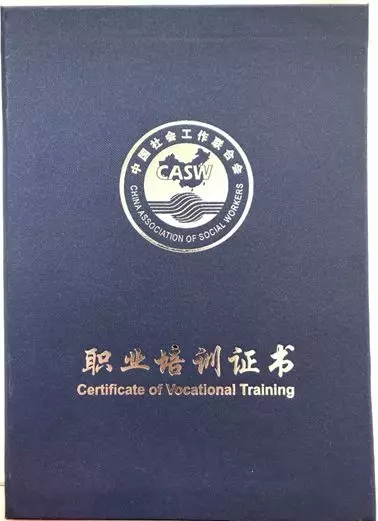 中国社会工作联合会
CASW
CHINA ASSOCIATION OF SOCIAL WORKERS
职业培训证书
Certificate of Vocational Training